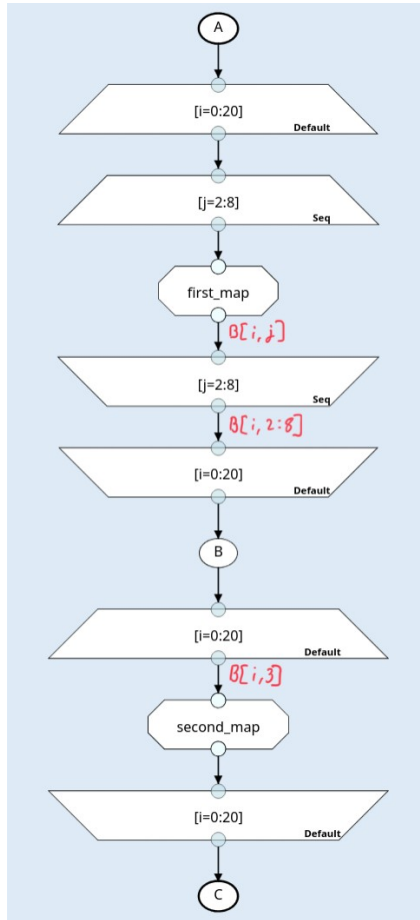 A
[i=0:20]
Default
[j=2:8]
Seq
first_map
B[i,j]
[j=2:8]
Seq
B[i,2:8]
[i=0:20]
Default
B
[i=0:20]
Default
B[i,3]
second_map
[i=0:20]
Default
C